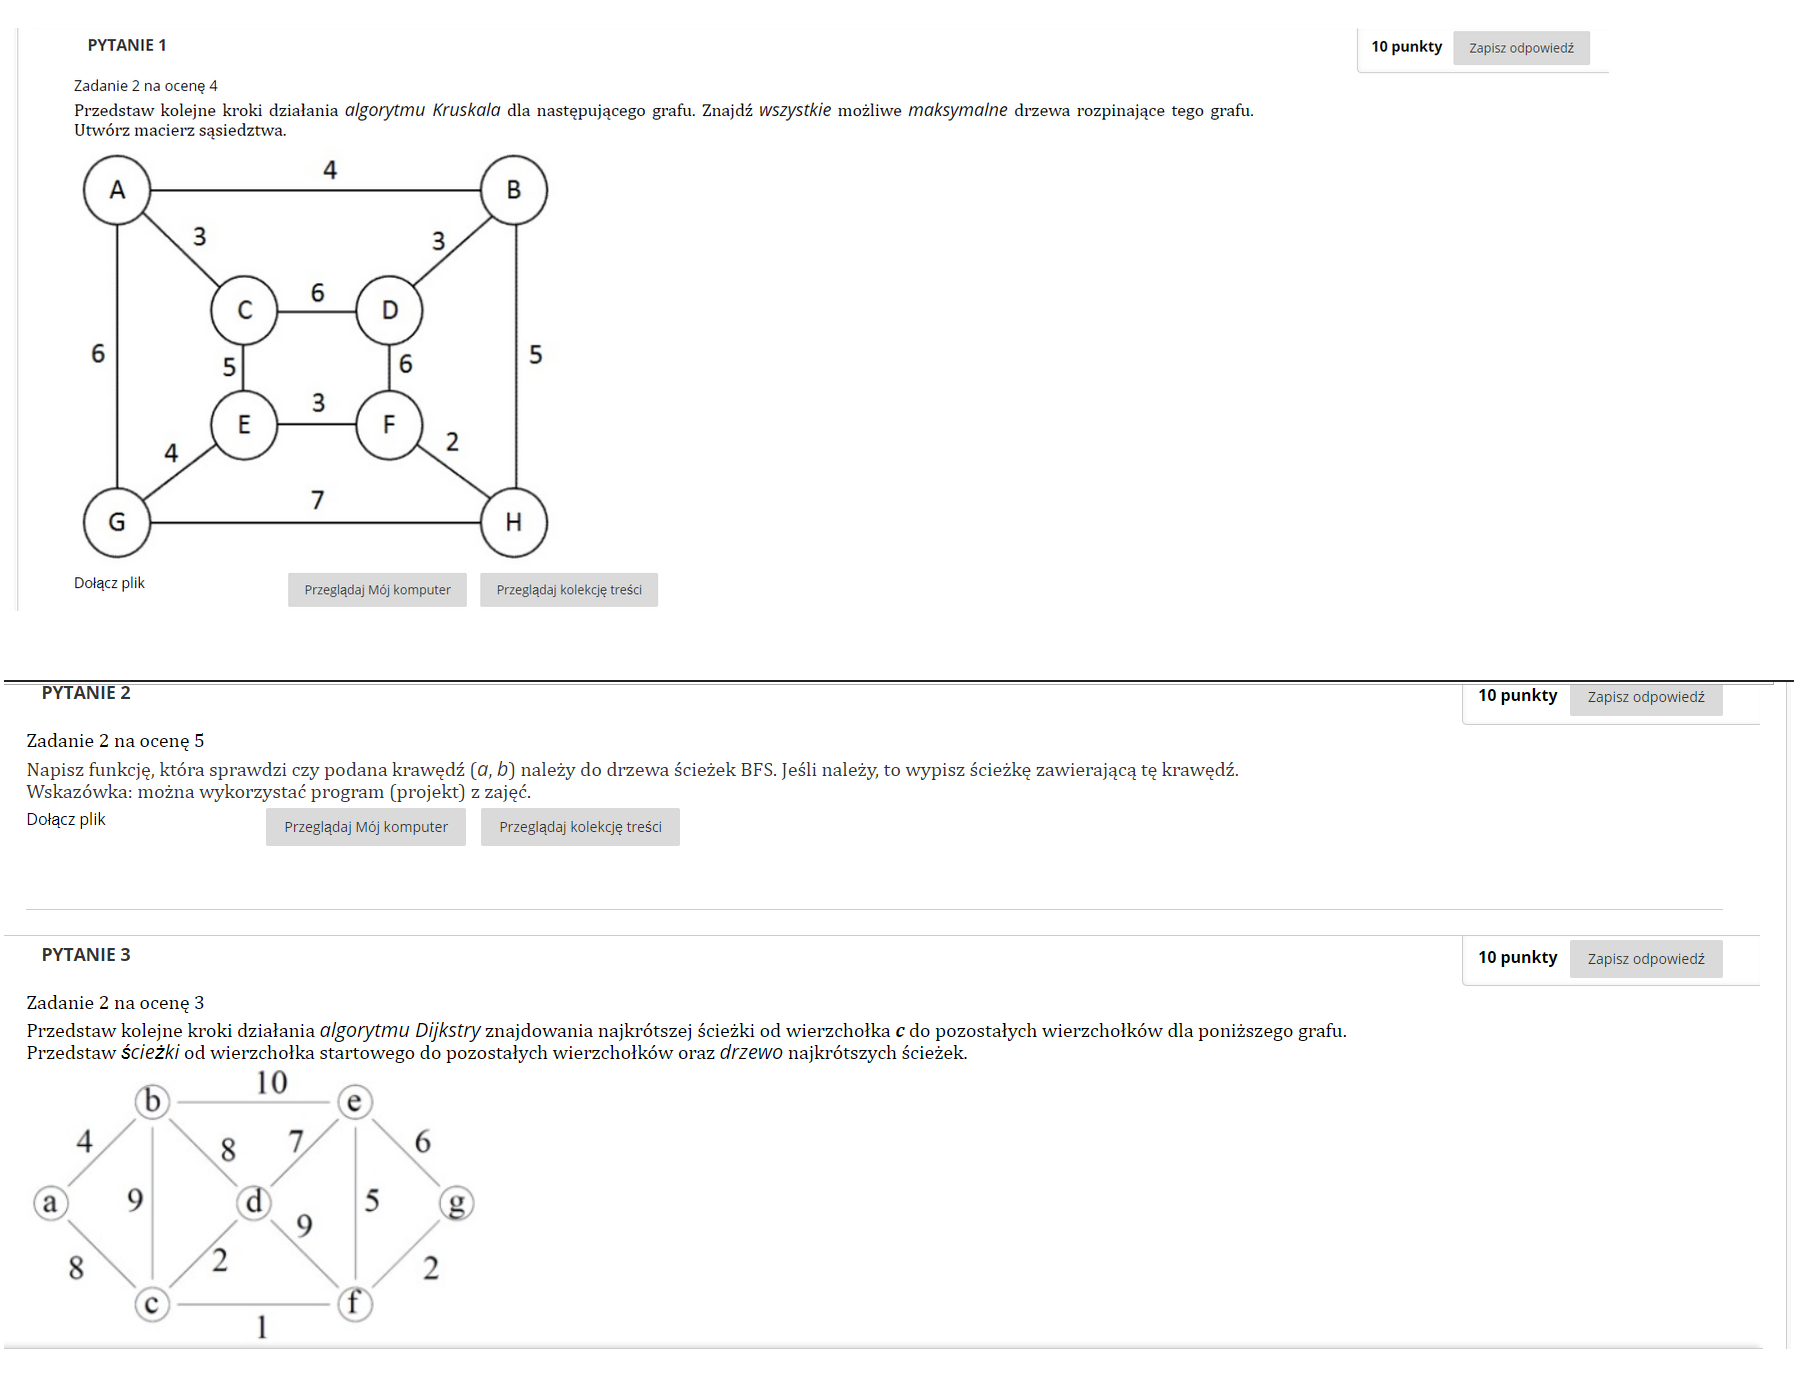 PYTANIE 1
10 punkty
Zapisz odpowiedź
Zadanie 2 na ocenę 4
Przedstaw kolejne kroki działania algorytmu Kruskala dla następującego grafu. Znajdź wszystkie możliwe maksymalne drzewa rozpinające tego grafu.
Utwórz macierz sąsiedztwa.
4
A
B
3
3
6
C
D
6
5
5
6
3
E
F
4
2
7
G
H
Dołącz plik
Przeglądaj Mój komputer
Przeglądaj kolekcję treści
PYTANIE 2
10 punkty
Zapisz odpowiedź
Zadanie 2 na ocenę 5
Napisz funkcję, która sprawdzi czy podana krawędź (a, b) należy do drzewa ścieżek BFS. Jeśli należy, to wypisz ścieżkę zawierającą tę krawędź.
Wskazówka: można wykorzystać program (projekt) z zajęć.
Dołącz plik
Przeglądaj Mój komputer
Przeglądaj kolekcję treści
PYTANIE 3
10 punkty
Zapisz odpowiedź
Zadanie 2 na ocenę 3
Przedstaw kolejne kroki działania algorytmu Dijkstry znajdowania najkrótszej ścieżki od wierzchołka c do pozostałych wierzchołków dla poniższego grafu.
Przedstaw ścieżki od wierzchołka startowego do pozostałych wierzchołków oraz drzewo najkrótszych ścieżek.
10
b
e
4
8
7
6
a
9
d
5
g
9
8
2
2
c
f
1